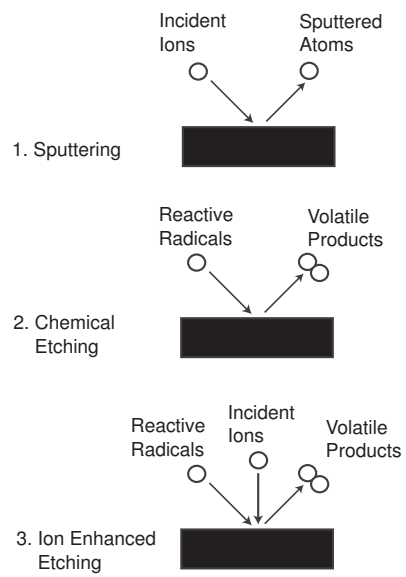 Incident
Ions
Sputtered
Atoms
1. Sputtering
Reactive
Radicals
Volatile
Products
2. Chemical
Etching
Reactive
Radicals
Incident
Ions
Volatile
Products
3. Ion Enhanced
Etching